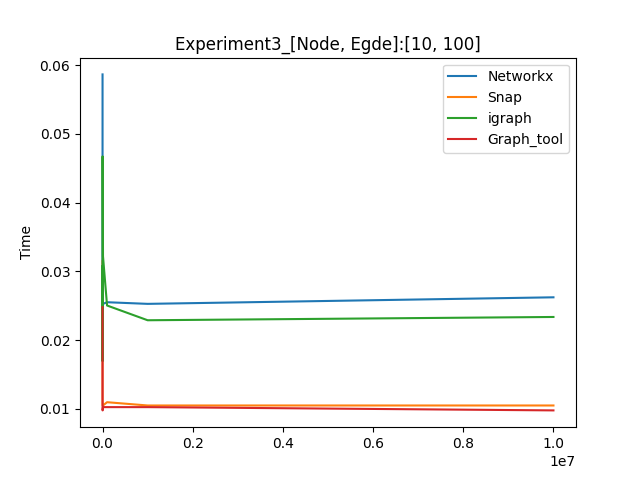 Experiment3_[Node, Egde]:[10, 100]
0.06
0.05
0.04
0.03
0.02
0.01
Time
Networkx
Snap
igraph
Graph_tool
0.0 0.2 0.4 0.6 0.8 1.0
1e7